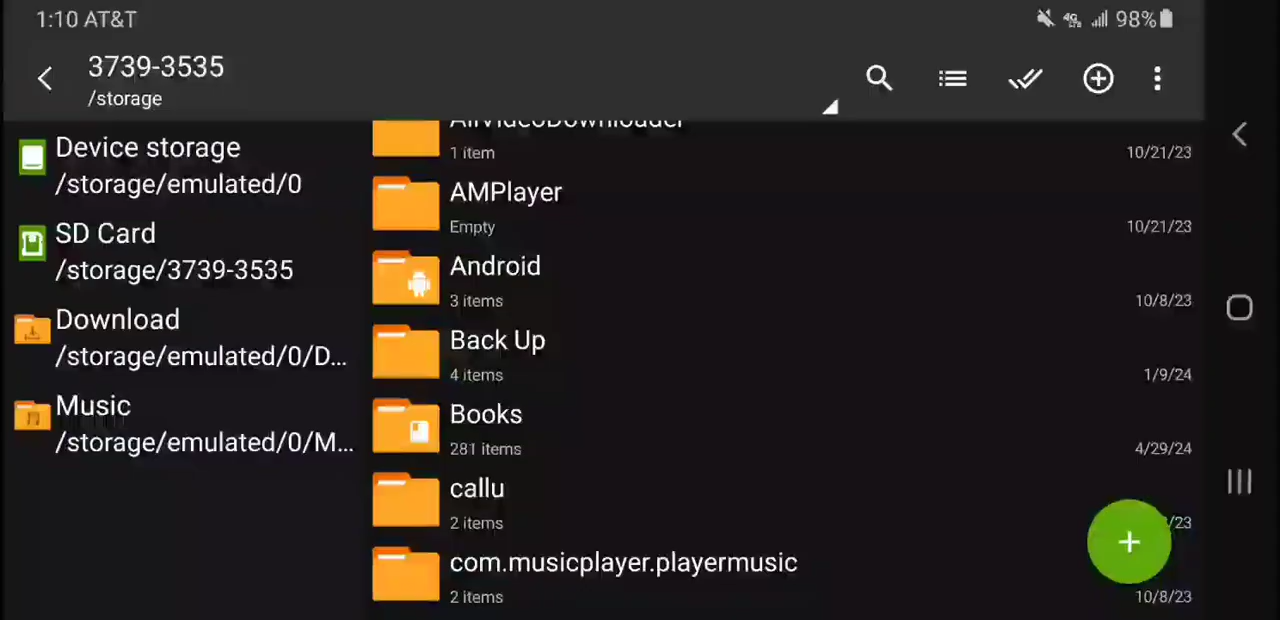 1:10 AT&T
98%
3739-3535
/storage
Device storage
/storage/emulated/0
SD Card
/storage/3739-3535
Download
/storage/emulated/0/D...
Music
/storage/emulated/0/M...
AllVideoDownloader
1 item
10/21/23
AMPlayer
Empty
10/21/23
Android
3 items
10/8/23
Back Up
4 items
1/9/24
Books
281 items
4/29/24
callu
2 items
/23
com.musicplayer.playermusic
2 items
10/8/23